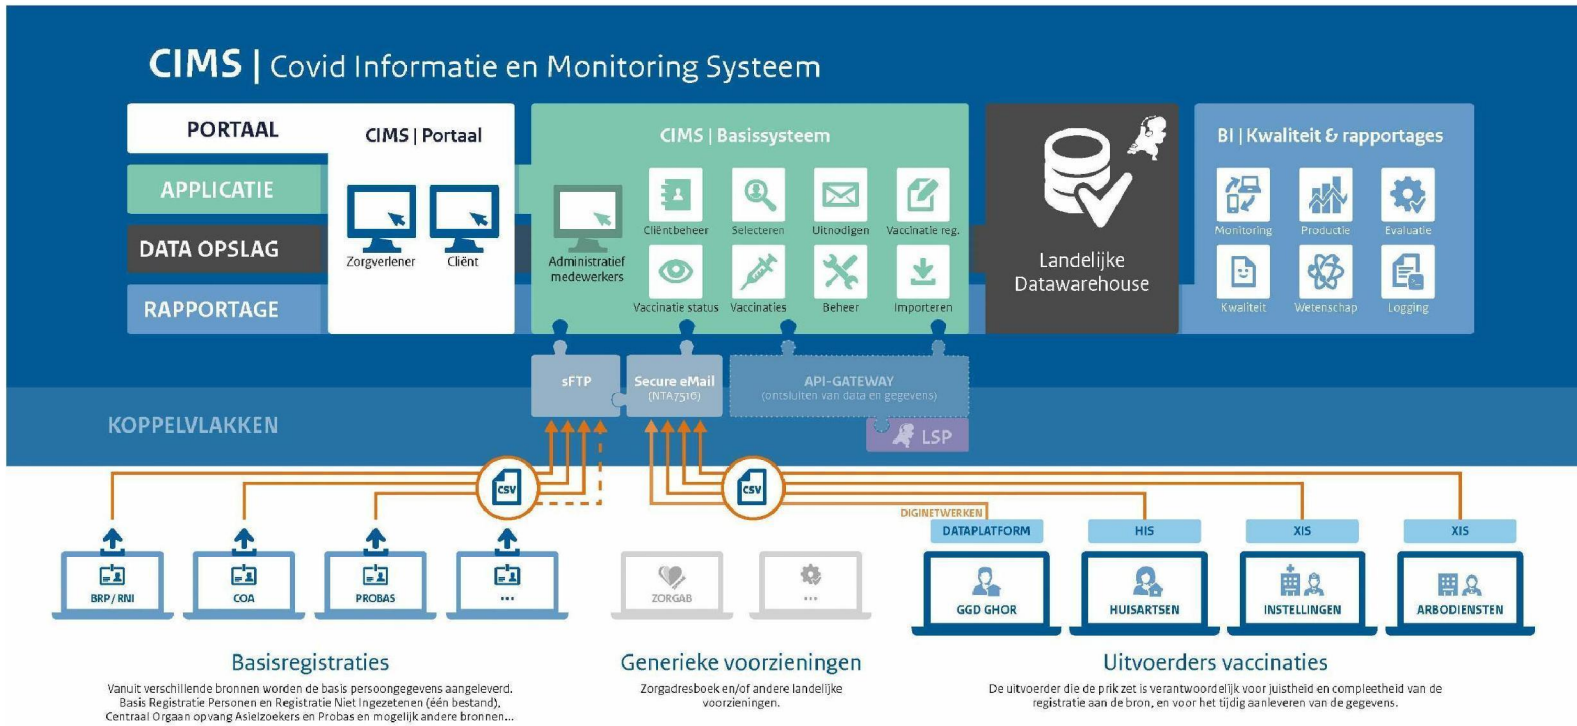 CIMS | Covid Informatie en Monitoring Systeem
PORTAAL
APPLICATIE
DATA OPSLAG
RAPPORTAGE
CIMS | Portaal
Zorgverlener
Cliënt
CIMS | Basissysteem
Administratief
medewerkers
Cliëntbeheer
Selecteren
Uitnodigen
Vaccinatie reg.
Vaccinatie status
Vaccinaties
Beheer
Importeren
Landelijke
Datawarehouse
BI | Kwaliteit & rapportages
Monitoring
Productie
Evaluatie
Kwaliteit
Wetenschap
Logging
KOPPELVLAKKEN
sFTP
Secure eMail
(NTA7516)
API-GATEWAY
(ontsluiten van data en gegevens)
LSP
CSV
CSV
DIGINETWERKEN
DATAPLATFORM
HIS
XIS
XIS
BRP / RNI
COA
PROBAS
...
ZORGAB
...
GGD GHOR
HUISARTSEN
INSTELLINGEN
ARBODIENSTEN
Basisregistraties
Vanuit verschillende bronnen worden de basis persoongegevens aangeleverd.
Basis Registratie Personen en Registratie Niet Ingezetenen (één bestand),
Centraal Orgaan opvang Asielzoekers en Probas en mogelijk andere bronnen...
Generieke voorzieningen
Zorgadresboek en/of andere landelijke
voorzieningen.
Uitvoerders vaccinaties
De uitvoerder die de prik zet is verantwoordelijk voor juistheid en compleetheid van de
registratie aan de bron, en voor het tijdig aanleveren van de gegevens.